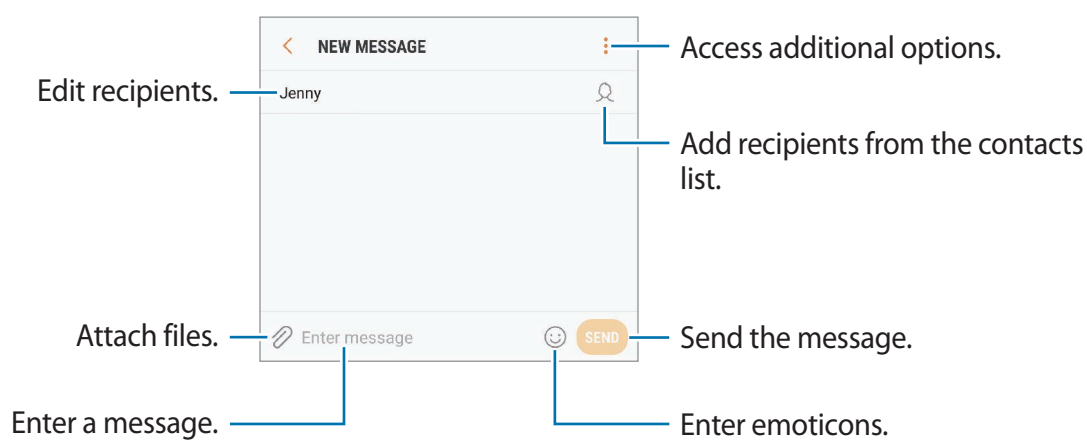 NEW MESSAGE
Access additional options.
Edit recipients.
Jenny
Add recipients from the contacts
list.
Attach files.
Enter message
SEND
Send the message.
Enter a message.
Enter emoticons.